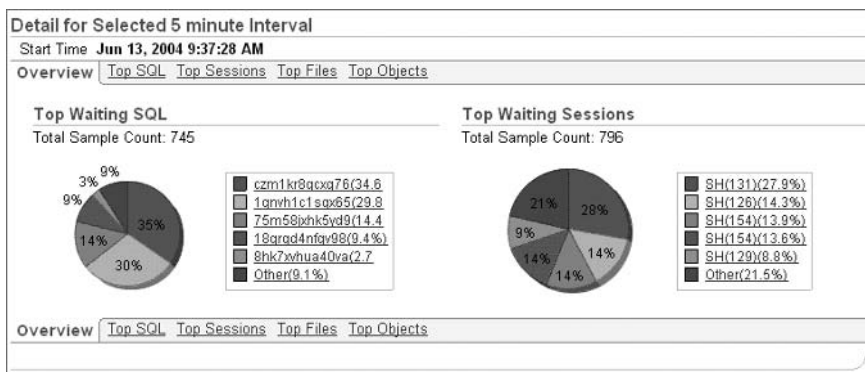 Detail for Selected 5 minute Interval
Start Time Jun 13, 2004 9:37:28 AM
Overview Top SQL Top Sessions Top Files Top Objects
Top Waiting SQL
Total Sample Count: 745
35%
30%
14%
9%
3%
9%
czm1kr8qcxq76(34.6
1qnvh1c1sqx65(29.8
75m58jxhk5yd9(14.4
18qrqd4nfqv98(9.4%)
8hk7xvhua40va(2.7
Other(9.1%)
Top Waiting Sessions
Total Sample Count: 796
28%
14%
14%
14%
9%
21%
SH(131)(27.9%)
SH(126)(14.3%)
SH(154)(13.9%)
SH(154)(13.6%)
SH(129)(8.8%)
Other(21.5%)
Overview Top SQL Top Sessions Top Files Top Objects